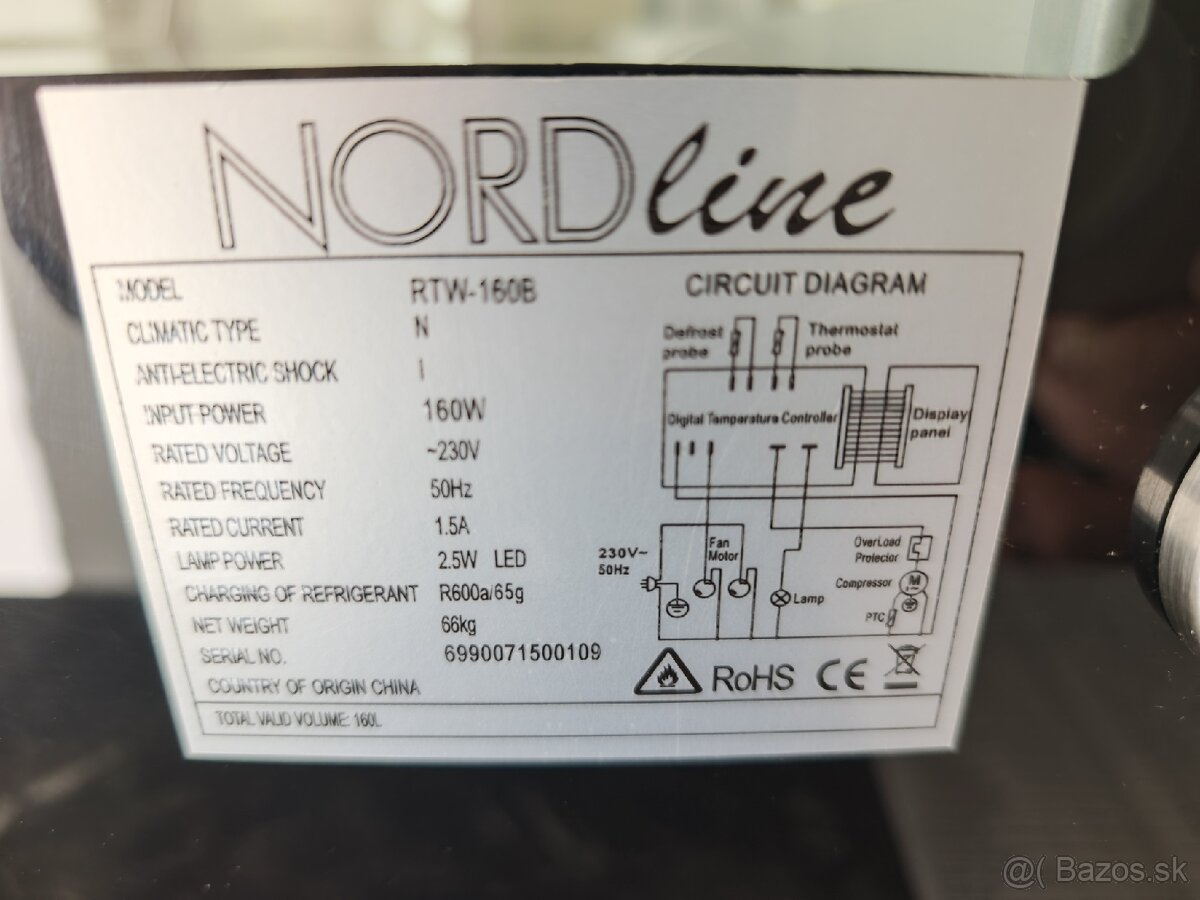 NORDline
MODEL RTW-160B
CLIMATIC TYPE N
ANTI-ELECTRIC SHOCK I
INPUT POWER 160W
RATED VOLTAGE ~230V
RATED FREQUENCY 50Hz
RATED CURRENT 1.5A
LAMP POWER 2.5W LED
CHARGING OF REFRIGERANT R600a/65g
NET WEIGHT 66kg
SERIAL NO. 6990071500109
COUNTRY OF ORIGIN CHINA
TOTAL VALID VOLUME: 160L
CIRCUIT DIAGRAM
Defrost probe
Thermostat probe
Digital Temperature Controller
Display panel
230V~
50Hz
Fan Motor
Lamp
OverLoad Protector
Compressor
M
1~
PTC
RoHS CE
@( Bazos.sk